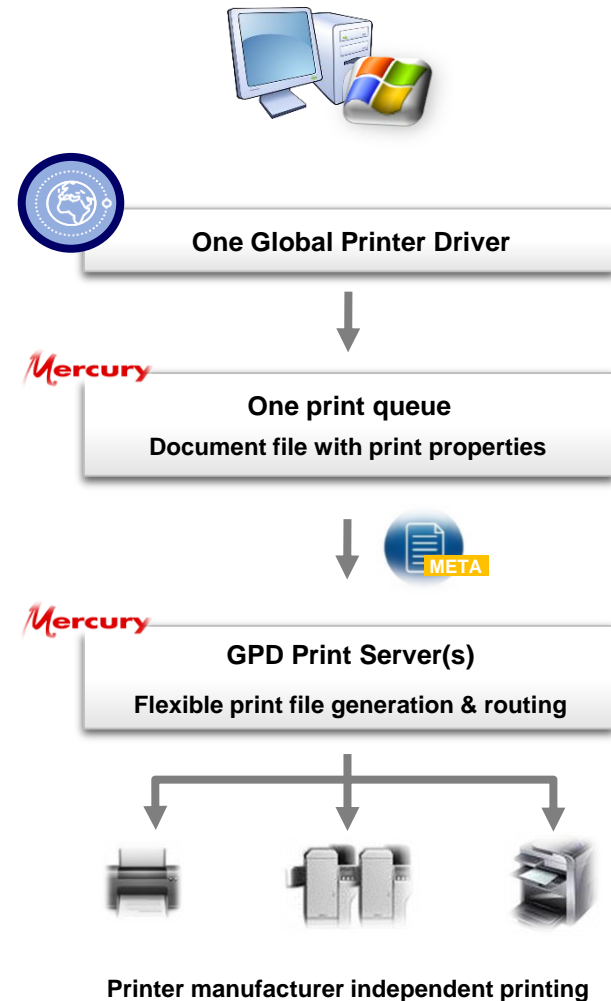 One Global Printer Driver
Mercury
One print queue
Document file with print properties
META
Mercury
GPD Print Server(s)
Flexible print file generation & routing
Printer manufacturer independent printing